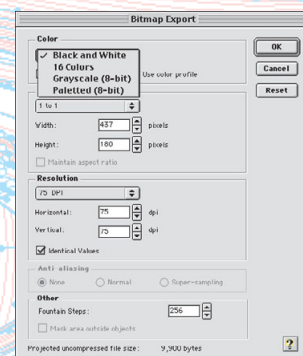 Bitmap Export
Color
✓ Black and White
16 Colors
Grayscale (8-bit)
Paletted (8-bit)
Use color profile
OK
Cancel
Reset
1 to 1
Width: 437 pixels
Height: 160 pixels
Maintain aspect ratio
Resolution
75 DPI
Horizontal: 75 dpi
Vertical: 75 dpi
Identical Values
Anti-aliasing
None Normal Super-sampling
Other
Fountain Steps: 256
Mask area outside objects
Projected uncompressed file size: 9,900 bytes
?